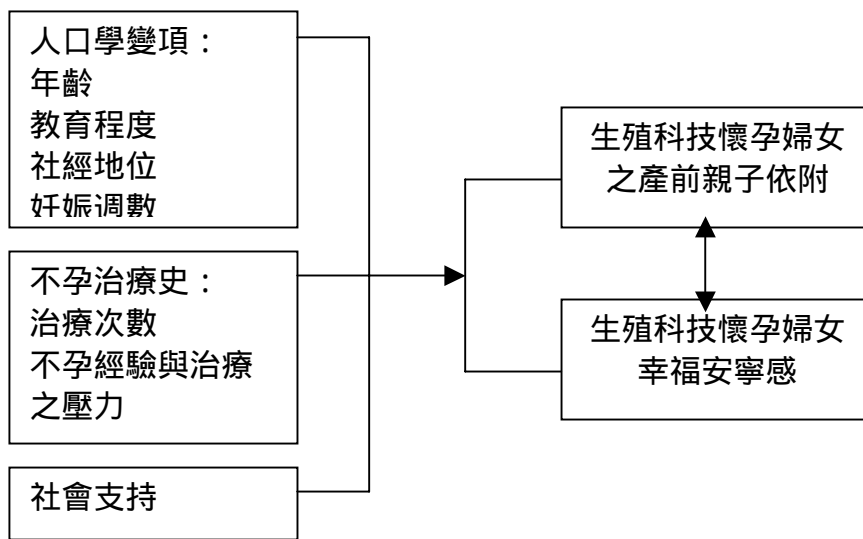 人口學變項：
年齡
教育程度
社經地位
妊娠週數
不孕治療史：
治療次數
不孕經驗與治療
之壓力
社會支持
生殖科技懷孕婦女
之產前親子依附
生殖科技懷孕婦女
幸福安寧感